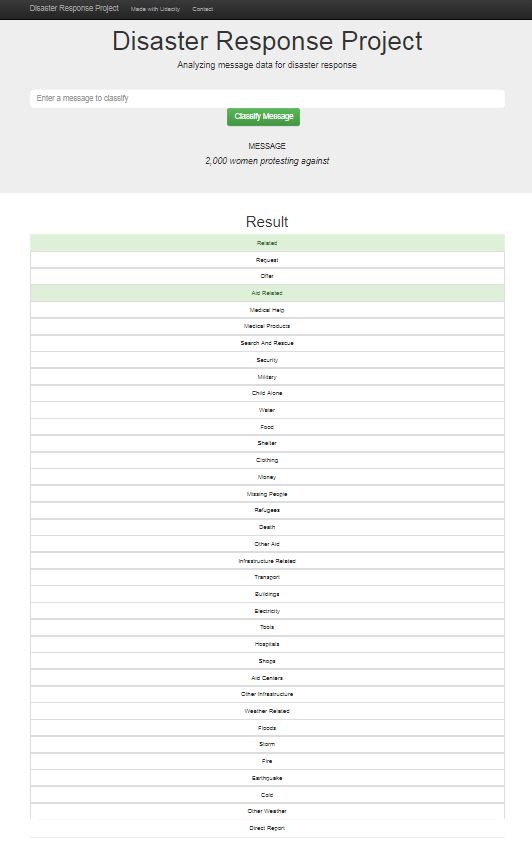 Disaster Response Project Made with Udacity Contact
Disaster Response Project
Analyzing message data for disaster response
Enter a message to classify
Classify Message
MESSAGE
2,000 women protesting against
Result
Related
Request
Offer
Aid Related
Medical Help
Medical Products
Search And Rescue
Security
Military
Child Alone
Water
Food
Shelter
Clothing
Money
Missing People
Refugees
Death
Other Aid
Infrastructure Related
Transport
Buildings
Electricity
Tools
Hospitals
Shops
Aid Centers
Other Infrastructure
Weather Related
Floods
Storm
Fire
Earthquake
Cold
Other Weather
Direct Report